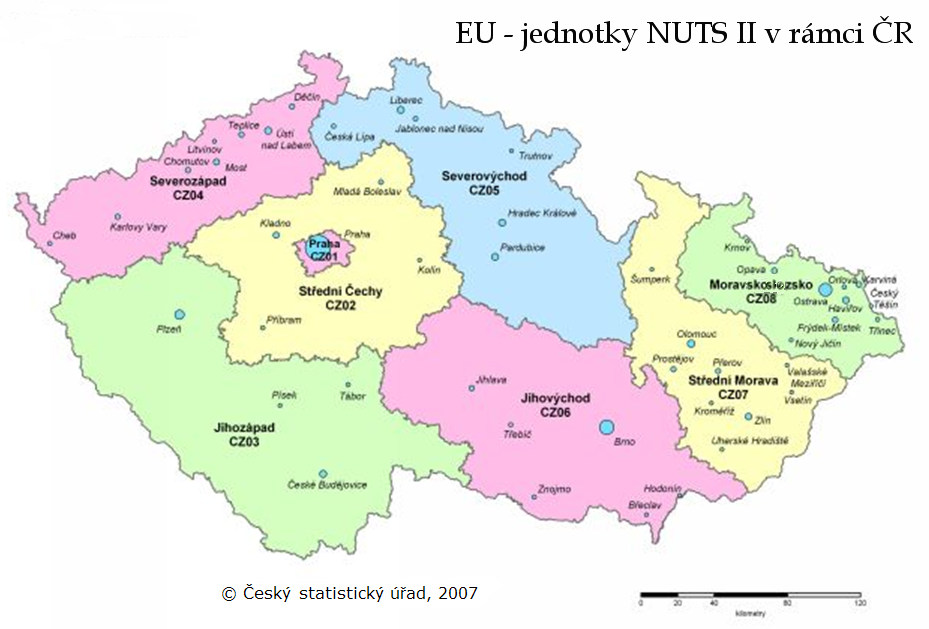 EU - jednotky NUTS II v rámci ČR
Děčín
Liberec
Teplice
Ústí
nad Labem
Česká Lípa
Jablonec nad Nisou
Litvínov
Chomutov
Most
Trutnov
Severozápad
CZ04
Severovýchod
CZ05
Mladá Boleslav
Karlovy Vary
Cheb
Kladno
Praha
Praha
CZ01
Hradec Králové
Pardubice
Kolín
Střední Čechy
CZ02
Příbram
Krnov
Opava
Šumperk
Moravskoslezsko
CZ08
Orlová
Karviná
Český
Těšín
Ostrava
Havířov
Frýdek-Místek
Třinec
Nový Jičín
Plzeň
Olomouc
Prostějov
Přerov
Valašské
Meziříčí
Střední Morava
CZ07
Vsetín
Kroměříž
Zlín
Uherské Hradiště
Písek
Tábor
Jihlava
Jihovýchod
CZ06
Třebíč
Brno
Jihozápad
CZ03
České Budějovice
Znojmo
Hodonín
Břeclav
© Český statistický úřad, 2007
0 20 40 80 120
kilometry